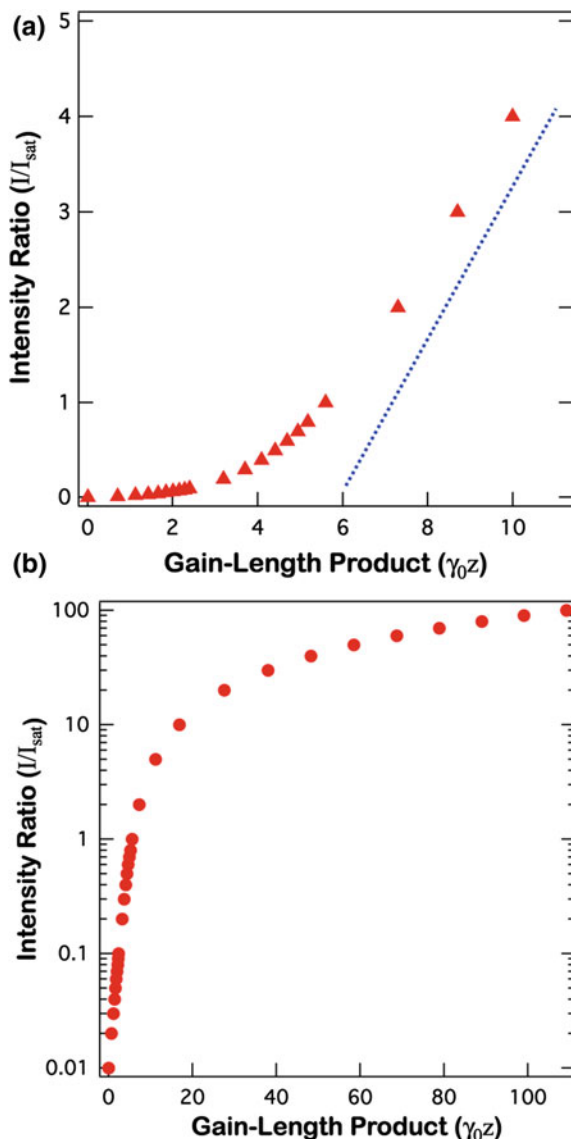 (a)
5
4
3
2
1
0
Intensity Ratio (I/Isat)
0 2 4 6 8 10
Gain-Length Product (γ0z)
(b)
100
10
1
0.1
0.01
Intensity Ratio (I/Isat)
0 20 40 60 80 100
Gain-Length Product (γ0z)